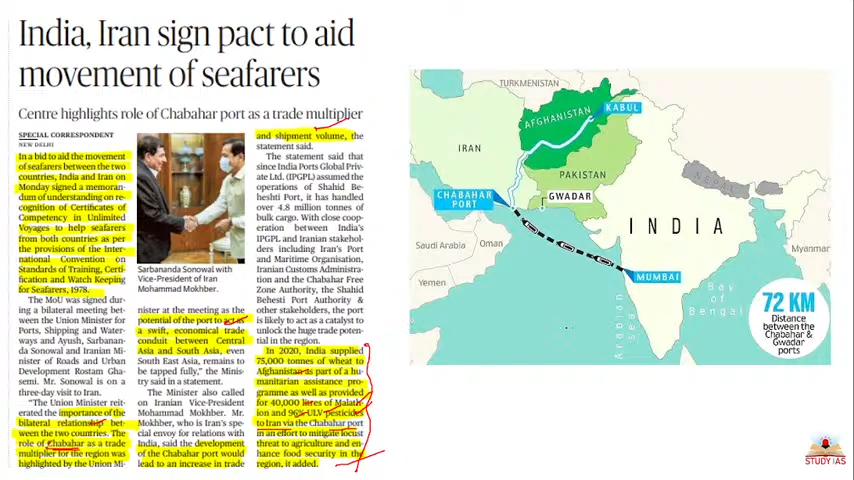 India, Iran sign pact to aid
movement of seafarers
Centre highlights role of Chabahar port as a trade multiplier
SPECIAL CORRESPONDENT
NEW DELHI
In a bid to aid the movement
of seafarers between the two
countries, India and Iran on
Monday signed a memoran-
dum of understanding on re-
cognition of Certificates of
Competency in Unlimited
Voyages to help seafarers
from both countries as per
the provisions of the Inter-
national Convention on
Standards of Training, Certi-
fication and Watch Keeping
for Seafarers, 1978.
The MoU was signed dur-
ing a bilateral meeting bet-
ween the Union Minister for
Ports, Shipping and Water-
ways and Ayush, Sarbanan-
da Sonowal and Iranian Mi-
nister of Roads and Urban
Development Rostam Gha-
semi. Mr. Sonowal is on a
three-day visit to Iran.
"The Union Minister reit-
erated the importance of the
bilateral relationship bet-
ween the two countries. The
role of Chabahar as a trade
multiplier for the region was
highlighted by the Union Mi-
Sarbananda Sonowal with
Vice-President of Iran
Mohammad Mokhber.
nister at the meeting as the
potential of the port to act as
a swift, economical trade
conduit between Central
Asia and South Asia, even
South East Asia, remains to
be tapped fully," the Minis-
try said in a statement.
The Minister also called
on Iranian Vice-President
Mohammad Mokhber. Mr.
Mokhber, who is Iran's spe-
cial envoy for relations with
India, said the development
of the Chabahar port would
lead to an increase in trade
and shipment volume, the
statement said.
The statement said that
since India Ports Global Priv-
ate Ltd. (IPGPL) assumed the
operations of Shahid Be-
heshti Port, it has handled
over 4.8 million tonnes of
bulk cargo. With close coop-
eration between India's
IPGPL and Iranian stakehol-
ders including Iran's Port
and Maritime Organisation,
Iranian Customs Administra-
tion and the Chabahar Free
Zone Authority, the Shahid
Behesti Port Authority &
other stakeholders, the port
is likely to act as a catalyst to
unlock the huge trade poten-
tial in the region.
In 2020, India supplied
75,000 tonnes of wheat to
Afghanistan as part of a hu-
manitarian assistance pro-
gramme as well as provided
for 40,000 litres of Malath-
ion and 96% ULV pesticides
to Iran via the Chabahar port
in an effort to mitigate locust
threat to agriculture and en-
hance food security in the
region, it added.
TURKMENISTAN
KABUL
AFGHANISTAN
IRAN
PAKISTAN
CHABAHAR
PORT
GWADAR
NEPAL
INDIA
Saudi Arabia
Oman
Myanmar
MUMBAI
Yemen
Arabian
Sea
Bay
of
Bengal
72 KM
Distance
between the
Chabahar &
Gwadar
ports
STUDY IAS